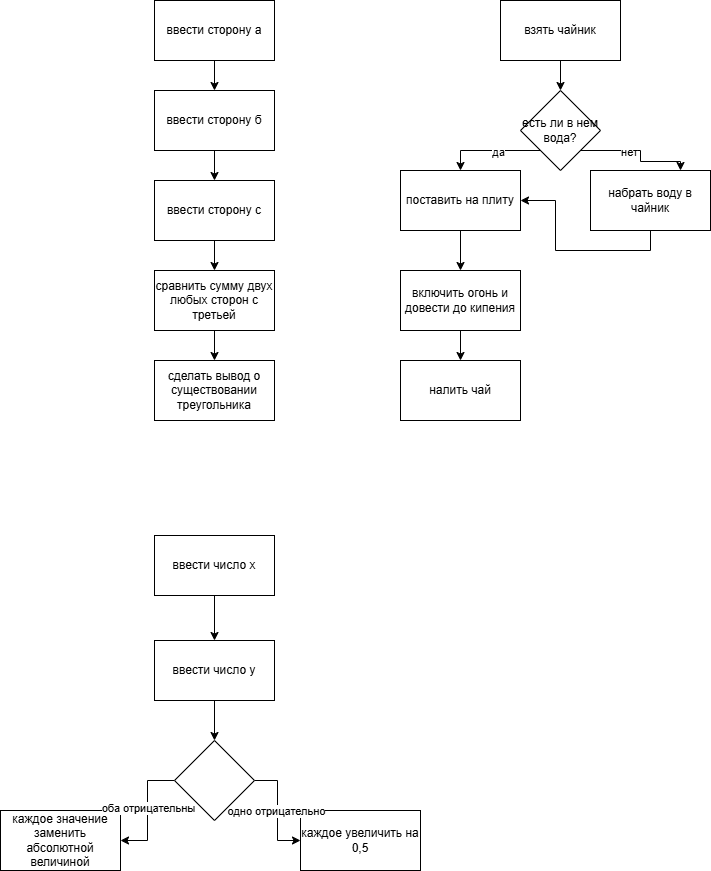 ввести сторону а
ввести сторону б
ввести сторону с
сравнить сумму двух
любых сторон с
третьей
сделать вывод о
существовании
треугольника
взять чайник
есть ли в нем
вода?
да
нет
поставить на плиту
набрать воду в
чайник
включить огонь и
довести до кипения
налить чай
ввести число x
ввести число y
оба отрицательны
одно отрицательно
каждое значение
заменить
абсолютной
величиной
каждое увеличить на
0,5